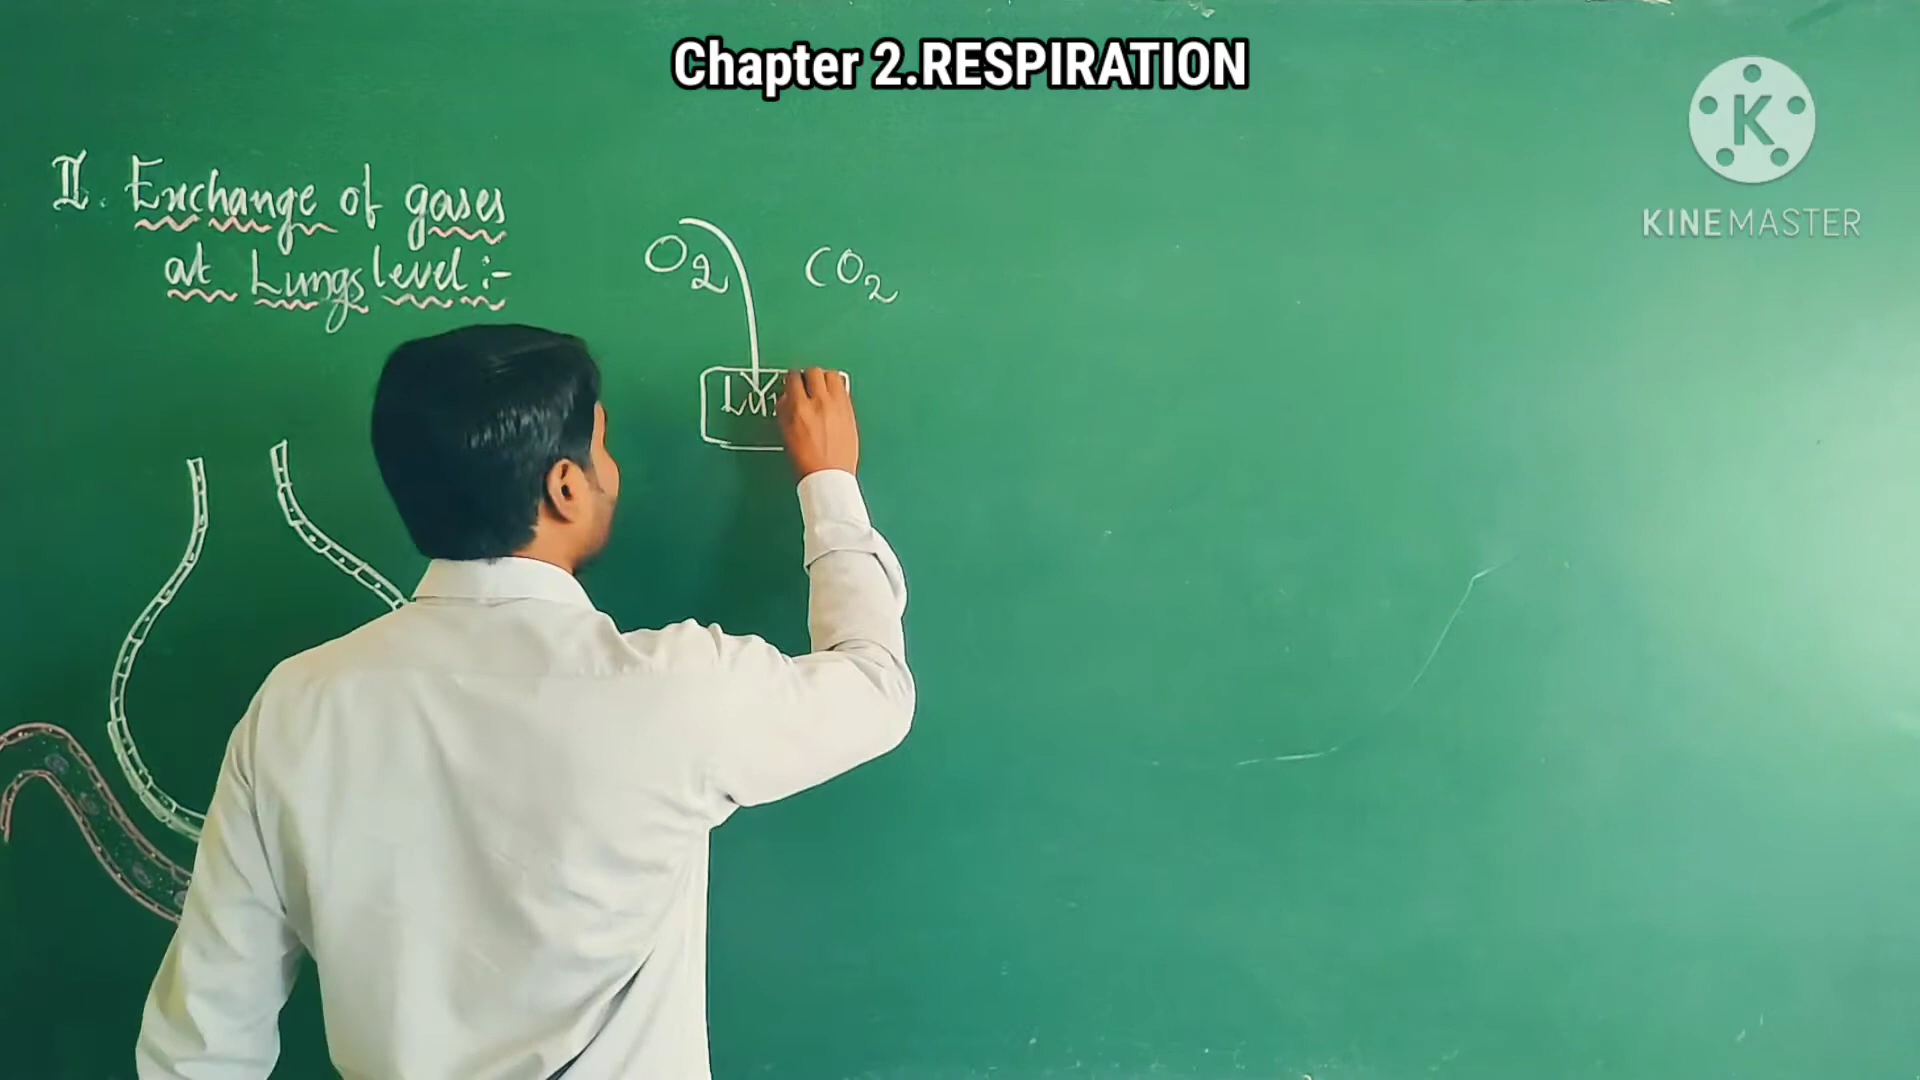 Chapter 2.RESPIRATION
K
KINEMASTER
II. Exchange of gases
at Lungs level :-
O2
CO2